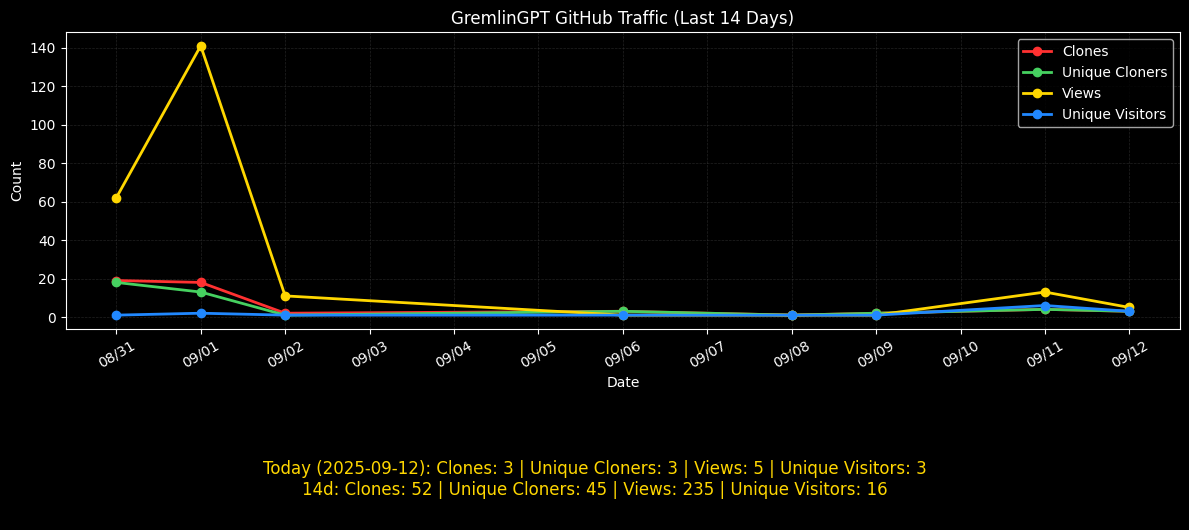 GremlinGPT GitHub Traffic (Last 14 Days)
Clones
Unique Cloners
Views
Unique Visitors
Count
140
120
100
80
60
40
20
0
08/31
09/01
09/02
09/03
09/04
09/05
09/06
09/07
09/08
09/09
09/10
09/11
09/12
Date
Today (2025-09-12): Clones: 3 | Unique Cloners: 3 | Views: 5 | Unique Visitors: 3
14d: Clones: 52 | Unique Cloners: 45 | Views: 235 | Unique Visitors: 16